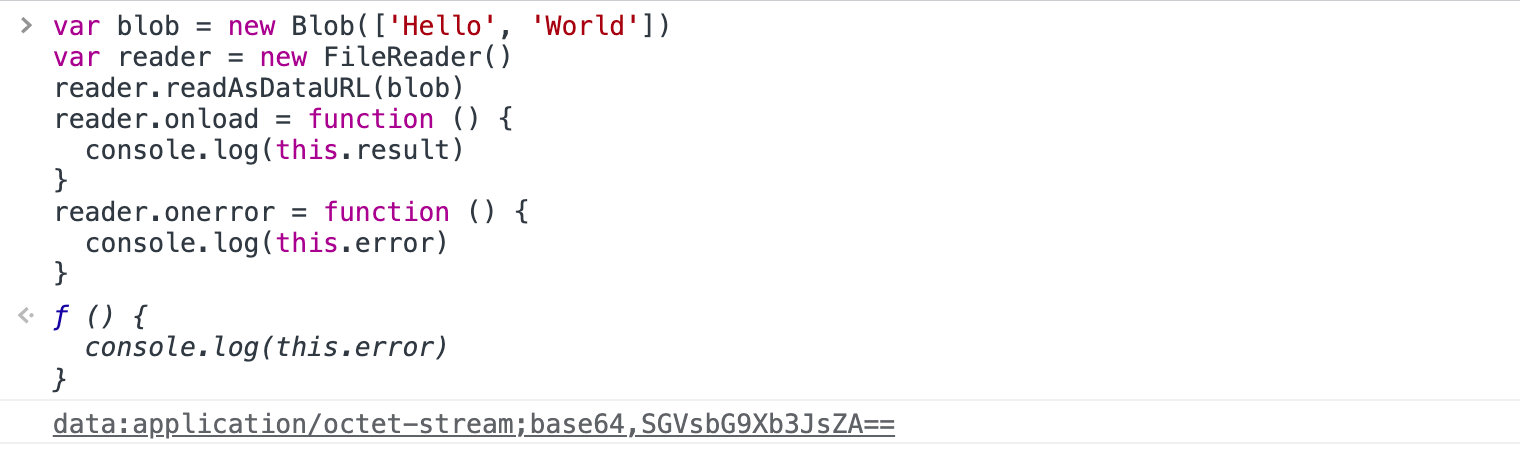 > var blob = new Blob(['Hello', 'World'])
var reader = new FileReader()
reader.readAsDataURL(blob)
reader.onload = function () {
  console.log(this.result)
}
reader.onerror = function () {
  console.log(this.error)
}
f () {
  console.log(this.error)
}
data:application/octet-stream;base64,SGVsbG9Xb3JsZA==